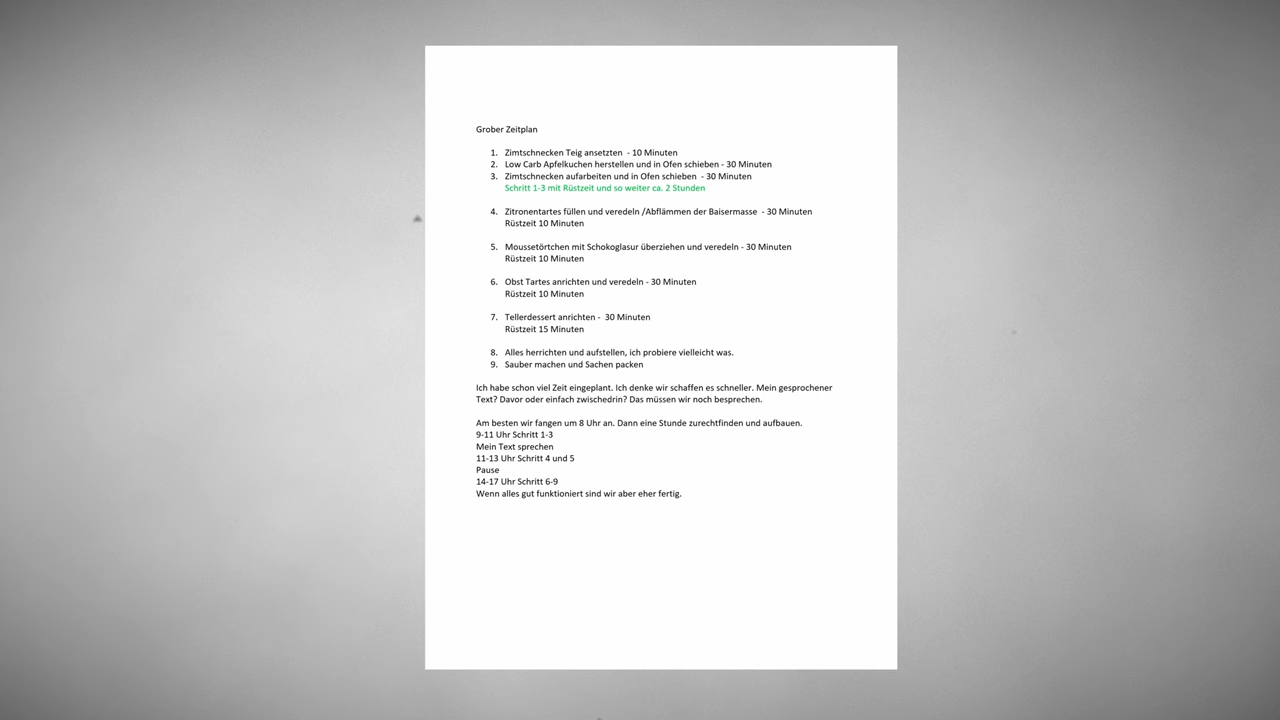 Grober Zeitplan
1. Zimtschnecken Teig ansetzten - 10 Minuten
2. Low Carb Apfelkuchen herstellen und in Ofen schieben - 30 Minuten
3. Zimtschnecken aufarbeiten und in Ofen schieben - 30 Minuten
Schritt 1-3 mit Rüstzeit und so weiter ca. 2 Stunden
4. Zitronentartes füllen und veredeln /Abflämmen der Baisermasse - 30 Minuten
Rüstzeit 10 Minuten
5. Moussetörtchen mit Schokoglasur überziehen und veredeln - 30 Minuten
Rüstzeit 10 Minuten
6. Obst Tartes anrichten und veredeln - 30 Minuten
Rüstzeit 10 Minuten
7. Tellerdessert anrichten - 30 Minuten
Rüstzeit 15 Minuten
8. Alles herrichten und aufstellen, ich probiere vielleicht was.
9. Sauber machen und Sachen packen
Ich habe schon viel Zeit eingeplant. Ich denke wir schaffen es schneller. Mein gesprochener
Text? Davor oder einfach zwischedrin? Das müssen wir noch besprechen.
Am besten wir fangen um 8 Uhr an. Dann eine Stunde zurechtfinden und aufbauen.
9-11 Uhr Schritt 1-3
Mein Text sprechen
11-13 Uhr Schritt 4 und 5
Pause
14-17 Uhr Schritt 6-9
Wenn alles gut funktioniert sind wir aber eher fertig.